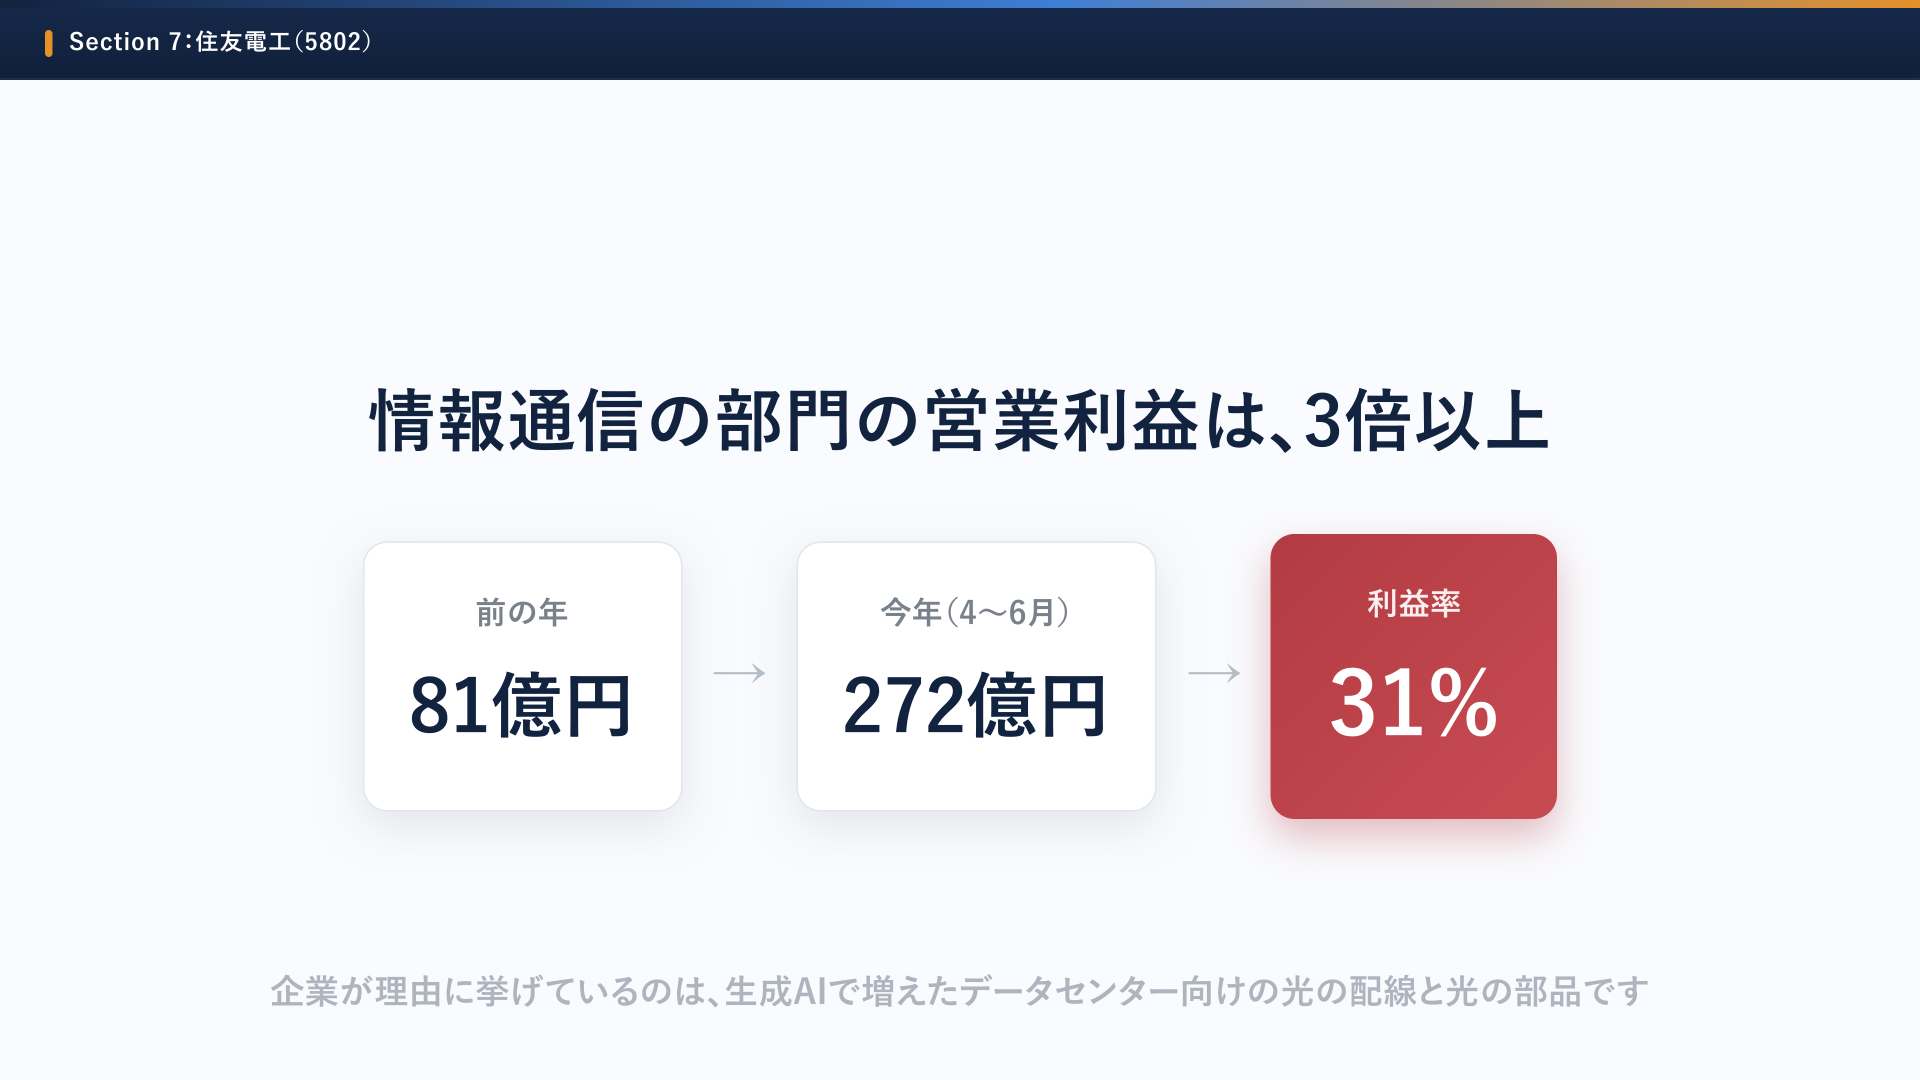 Section 7：住友電工（5802）
情報通信の部門の営業利益は、3倍以上
前の年
81億円
→
今年（4〜6月）
272億円
→
利益率
31%
企業が理由に挙げているのは、生成AIで増えたデータセンター向けの光の配線と光の部品です